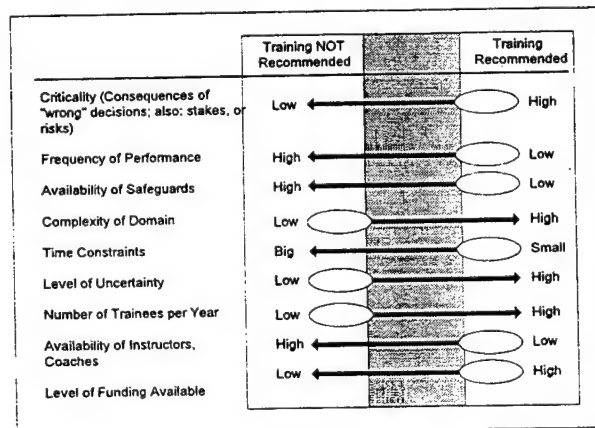 Training NOT Recommended
Training Recommended
Criticality (Consequences of
"wrong" decisions; also: stakes, or
risks)
Low
High
Frequency of Performance
High
Low
Availability of Safeguards
High
Low
Complexity of Domain
Low
High
Time Constraints
Big
Small
Level of Uncertainty
Low
High
Number of Trainees per Year
Low
High
Availability of Instructors,
Coaches
High
Low
Level of Funding Available
Low
High